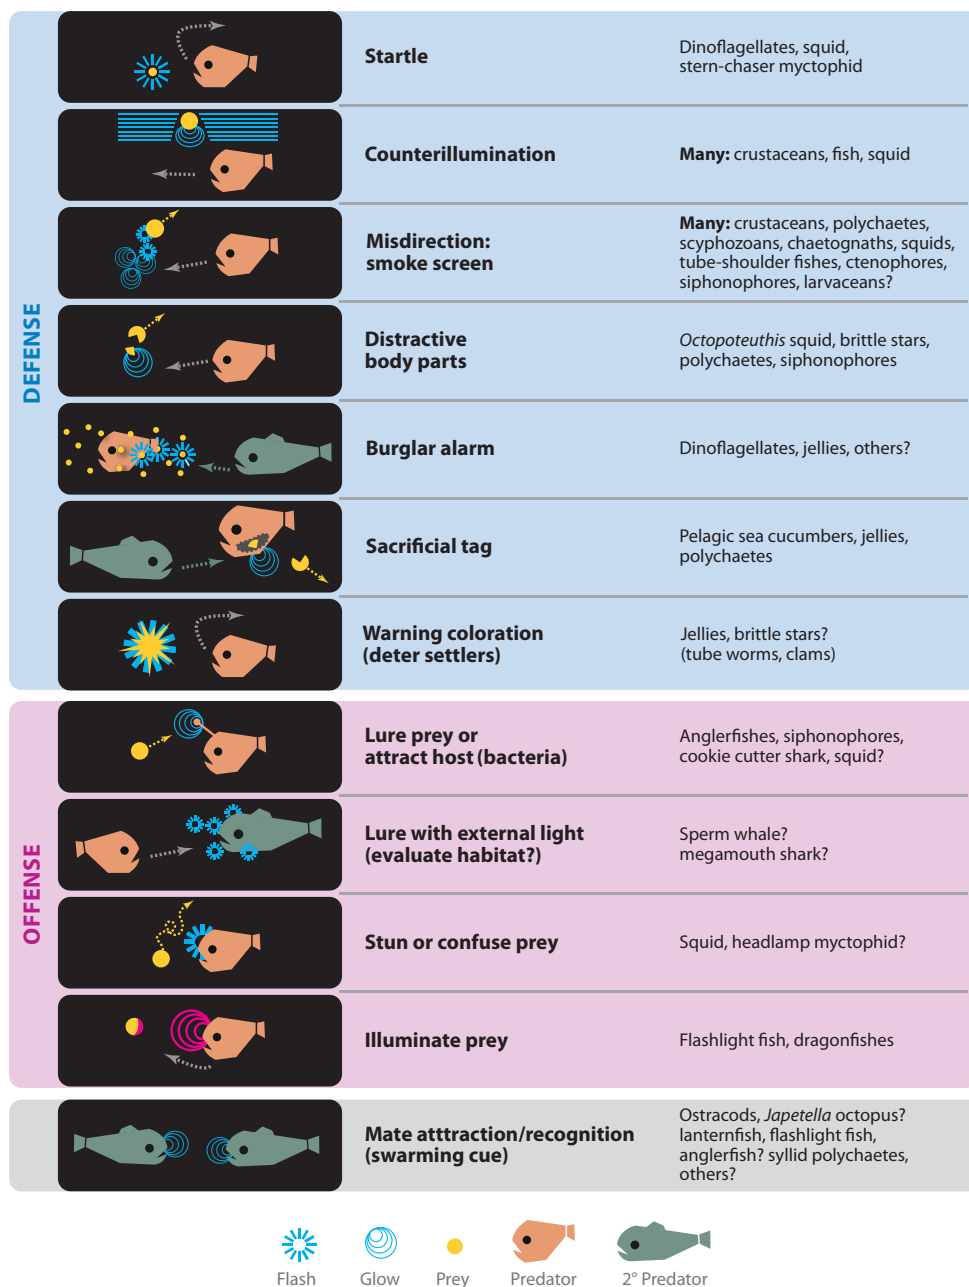 DEFENSE
Startle
Dinoflagellates, squid,
stern-chaser myctophid
Counterillumination
Many: crustaceans, fish, squid
Misdirection:
smoke screen
Many: crustaceans, polychaetes,
scyphozoans, chaetognaths, squids,
tube-shoulder fishes, ctenophores,
siphonophores, larvaceans?
Distractive
body parts
Octopoteuthis squid, brittle stars,
polychaetes, siphonophores
Burglar alarm
Dinoflagellates, jellies, others?
Sacrificial tag
Pelagic sea cucumbers, jellies,
polychaetes
Warning coloration
(deter settlers)
Jellies, brittle stars?
(tube worms, clams)
OFFENSE
Lure prey or
attract host (bacteria)
Anglerfishes, siphonophores,
cookie cutter shark, squid?
Lure with external light
(evaluate habitat?)
Sperm whale?
megamouth shark?
Stun or confuse prey
Squid, headlamp myctophid?
Illuminate prey
Flashlight fish, dragonfishes
Mate atttraction/recognition
(swarming cue)
Ostracods, Japetella octopus?
lanternfish, flashlight fish,
anglerfish? syllid polychaetes,
others?
Flash
Glow
Prey
Predator
2° Predator